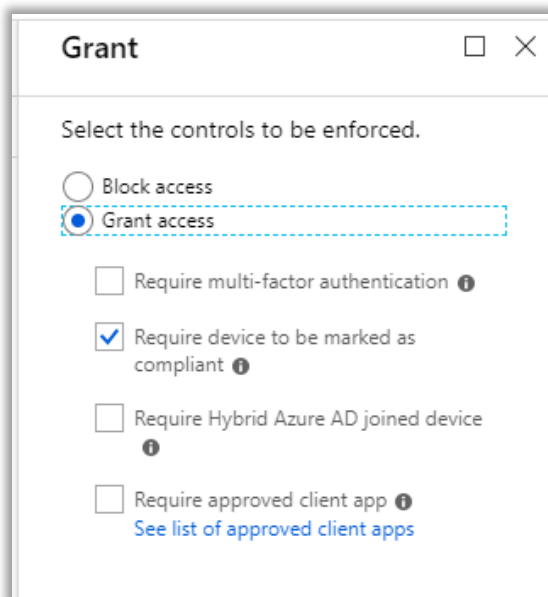 Grant
Select the controls to be enforced.
Block access
Grant access
Require multi-factor authentication
Require device to be marked as
compliant
Require Hybrid Azure AD joined device
Require approved client app
See list of approved client apps